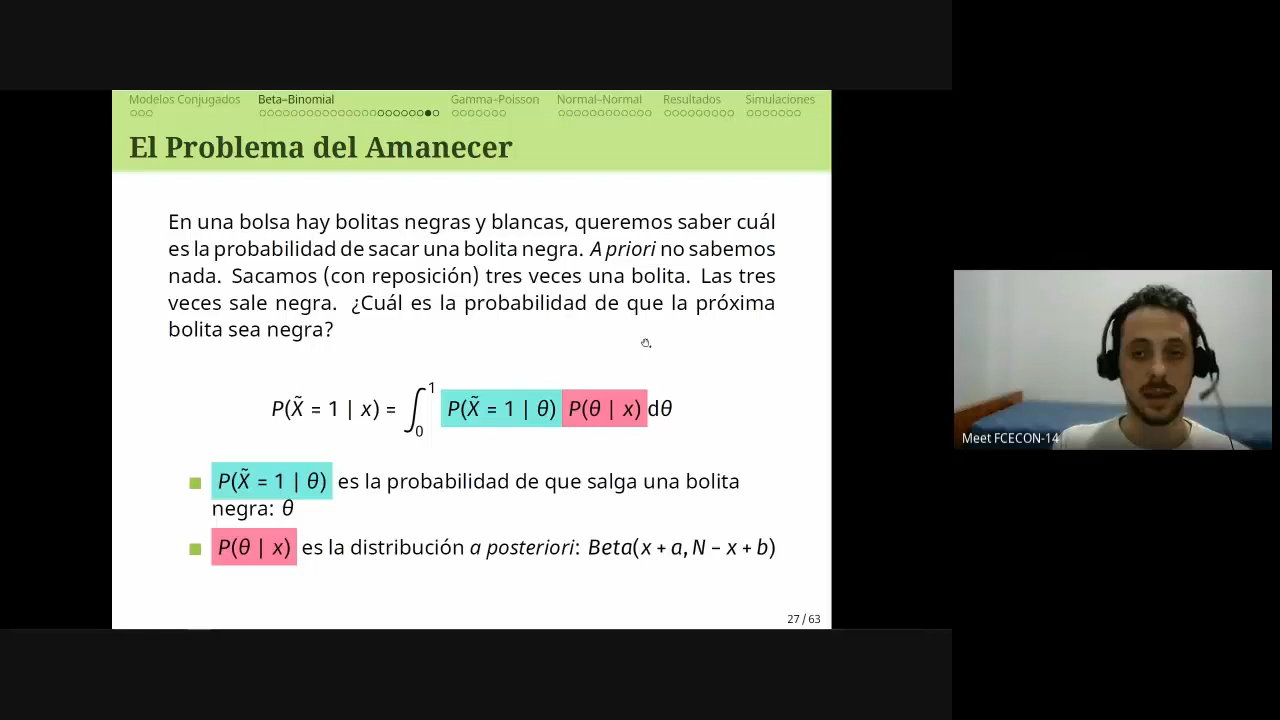 Modelos Conjugados Beta–Binomial Gamma–Poisson Normal–Normal Resultados Simulaciones
El Problema del Amanecer
En una bolsa hay bolitas negras y blancas, queremos saber cuál
es la probabilidad de sacar una bolita negra. A priori no sabemos
nada. Sacamos (con reposición) tres veces una bolita. Las tres
veces sale negra. ¿Cuál es la probabilidad de que la próxima
bolita sea negra?
P(X̃ = 1 | x) = ∫₀¹ P(X̃ = 1 | θ) P(θ | x) dθ
P(X̃ = 1 | θ) es la probabilidad de que salga una bolita
negra: θ
P(θ | x) es la distribución a posteriori: Beta(x + a, N − x + b)
27 / 63
Meet FCECON-14